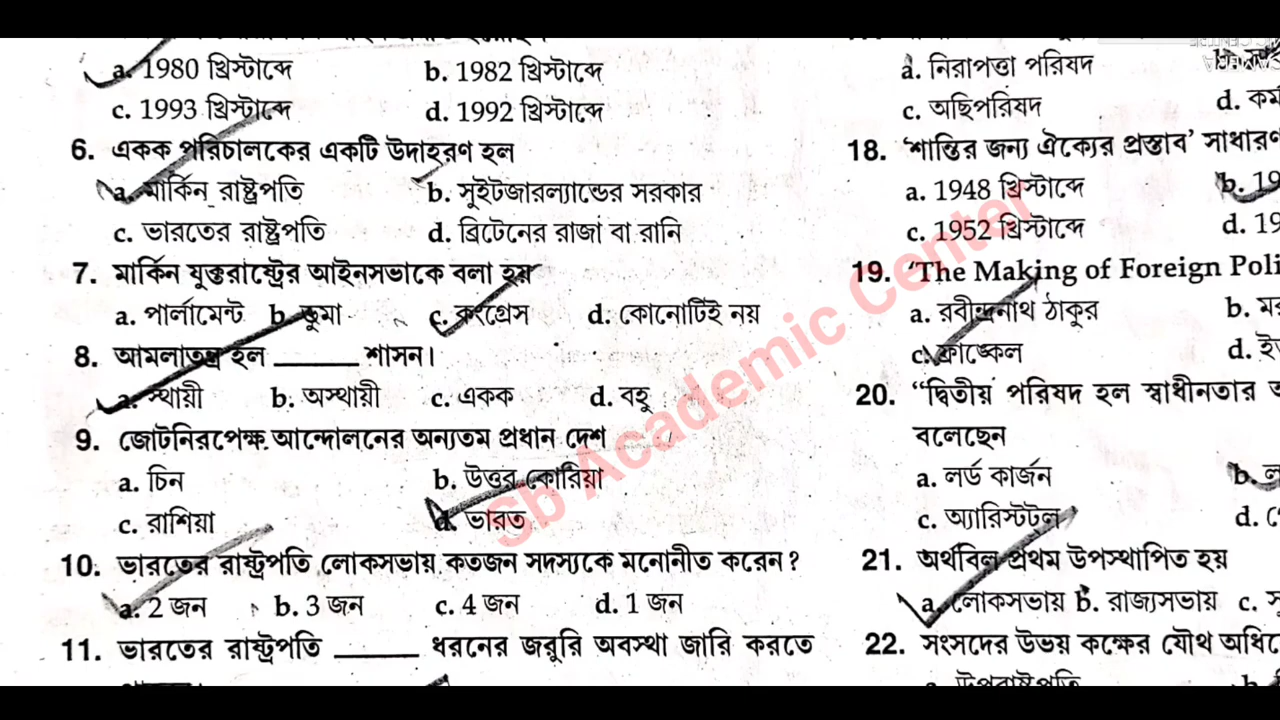 a. 1980 খ্রিস্টাব্দে b. 1982 খ্রিস্টাব্দে
c. 1993 খ্রিস্টাব্দে d. 1992 খ্রিস্টাব্দে
6. একক পরিচালকের একটি উদাহরণ হল
a. মার্কিন রাষ্ট্রপতি b. সুইটজারল্যান্ডের সরকার
c. ভারতের রাষ্ট্রপতি d. ব্রিটেনের রাজা বা রানি
7. মার্কিন যুক্তরাষ্ট্রের আইনসভাকে বলা হয়
a. পার্লামেন্ট b. ডুমা c. কংগ্রেস d. কোনোটিই নয়
8. আমলাতন্ত্র হল ______ শাসন।
a. স্থায়ী b. অস্থায়ী c. একক d. বহু
9. জোটনিরপেক্ষ আন্দোলনের অন্যতম প্রধান দেশ
a. চিন b. উত্তর কোরিয়া
c. রাশিয়া d. ভারত
10. ভারতের রাষ্ট্রপতি লোকসভায় কতজন সদস্যকে মনোনীত করেন?
a. 2 জন b. 3 জন c. 4 জন d. 1 জন
11. ভারতের রাষ্ট্রপতি ______ ধরনের জরুরি অবস্থা জারি করতে
a. নিরাপত্তা পরিষদ
c. অছিপরিষদ d.
18. ‘শান্তির জন্য ঐক্যের প্রস্তাব’
a. 1948 খ্রিস্টাব্দে b. 19
c. 1952 খ্রিস্টাব্দে d. 19
19. ‘The Making of Foreign
a. রবীন্দ্রনাথ ঠাকুর b.
c. ফ্রাঙ্কেল d.
20. “দ্বিতীয় পরিষদ হল স্বাধীনতার
বলেছেন
a. লর্ড কার্জন b.
c. অ্যারিস্টটল d.
21. অর্থবিল প্রথম উপস্থাপিত হয়
a. লোকসভায় b. রাজ্যসভায় c.
22. সংসদের উভয় কক্ষের যৌথ
Sb Academic Center